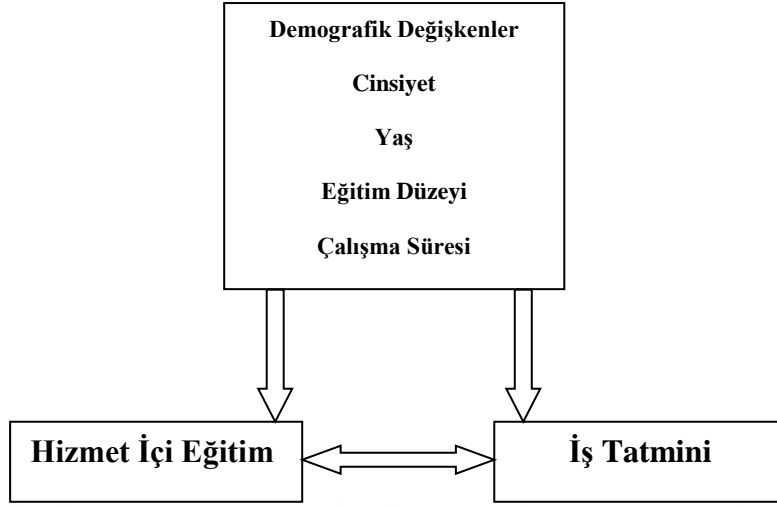 Demografik Değişkenler
Cinsiyet
Yaş
Eğitim Düzeyi
Çalışma Süresi
Hizmet İçi Eğitim
İş Tatmini